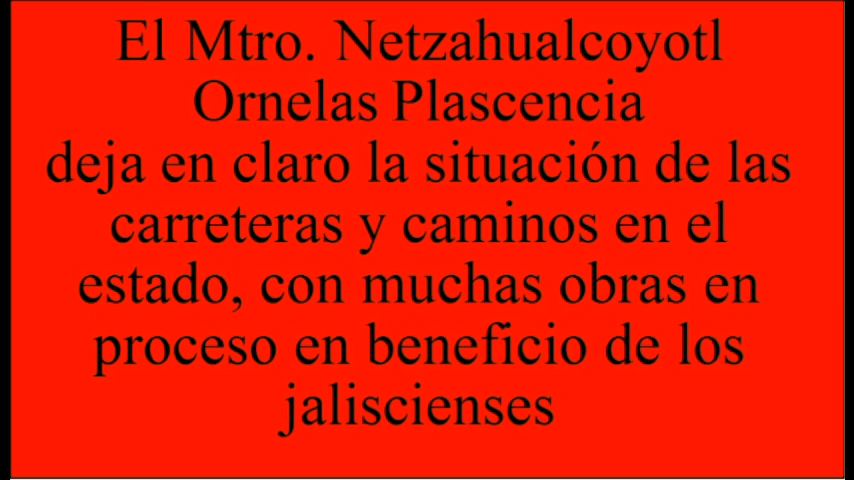 El Mtro. Netzahualcoyotl
Ornelas Plascencia
deja en claro la situación de las
carreteras y caminos en el
estado, con muchas obras en
proceso en beneficio de los
jaliscienses